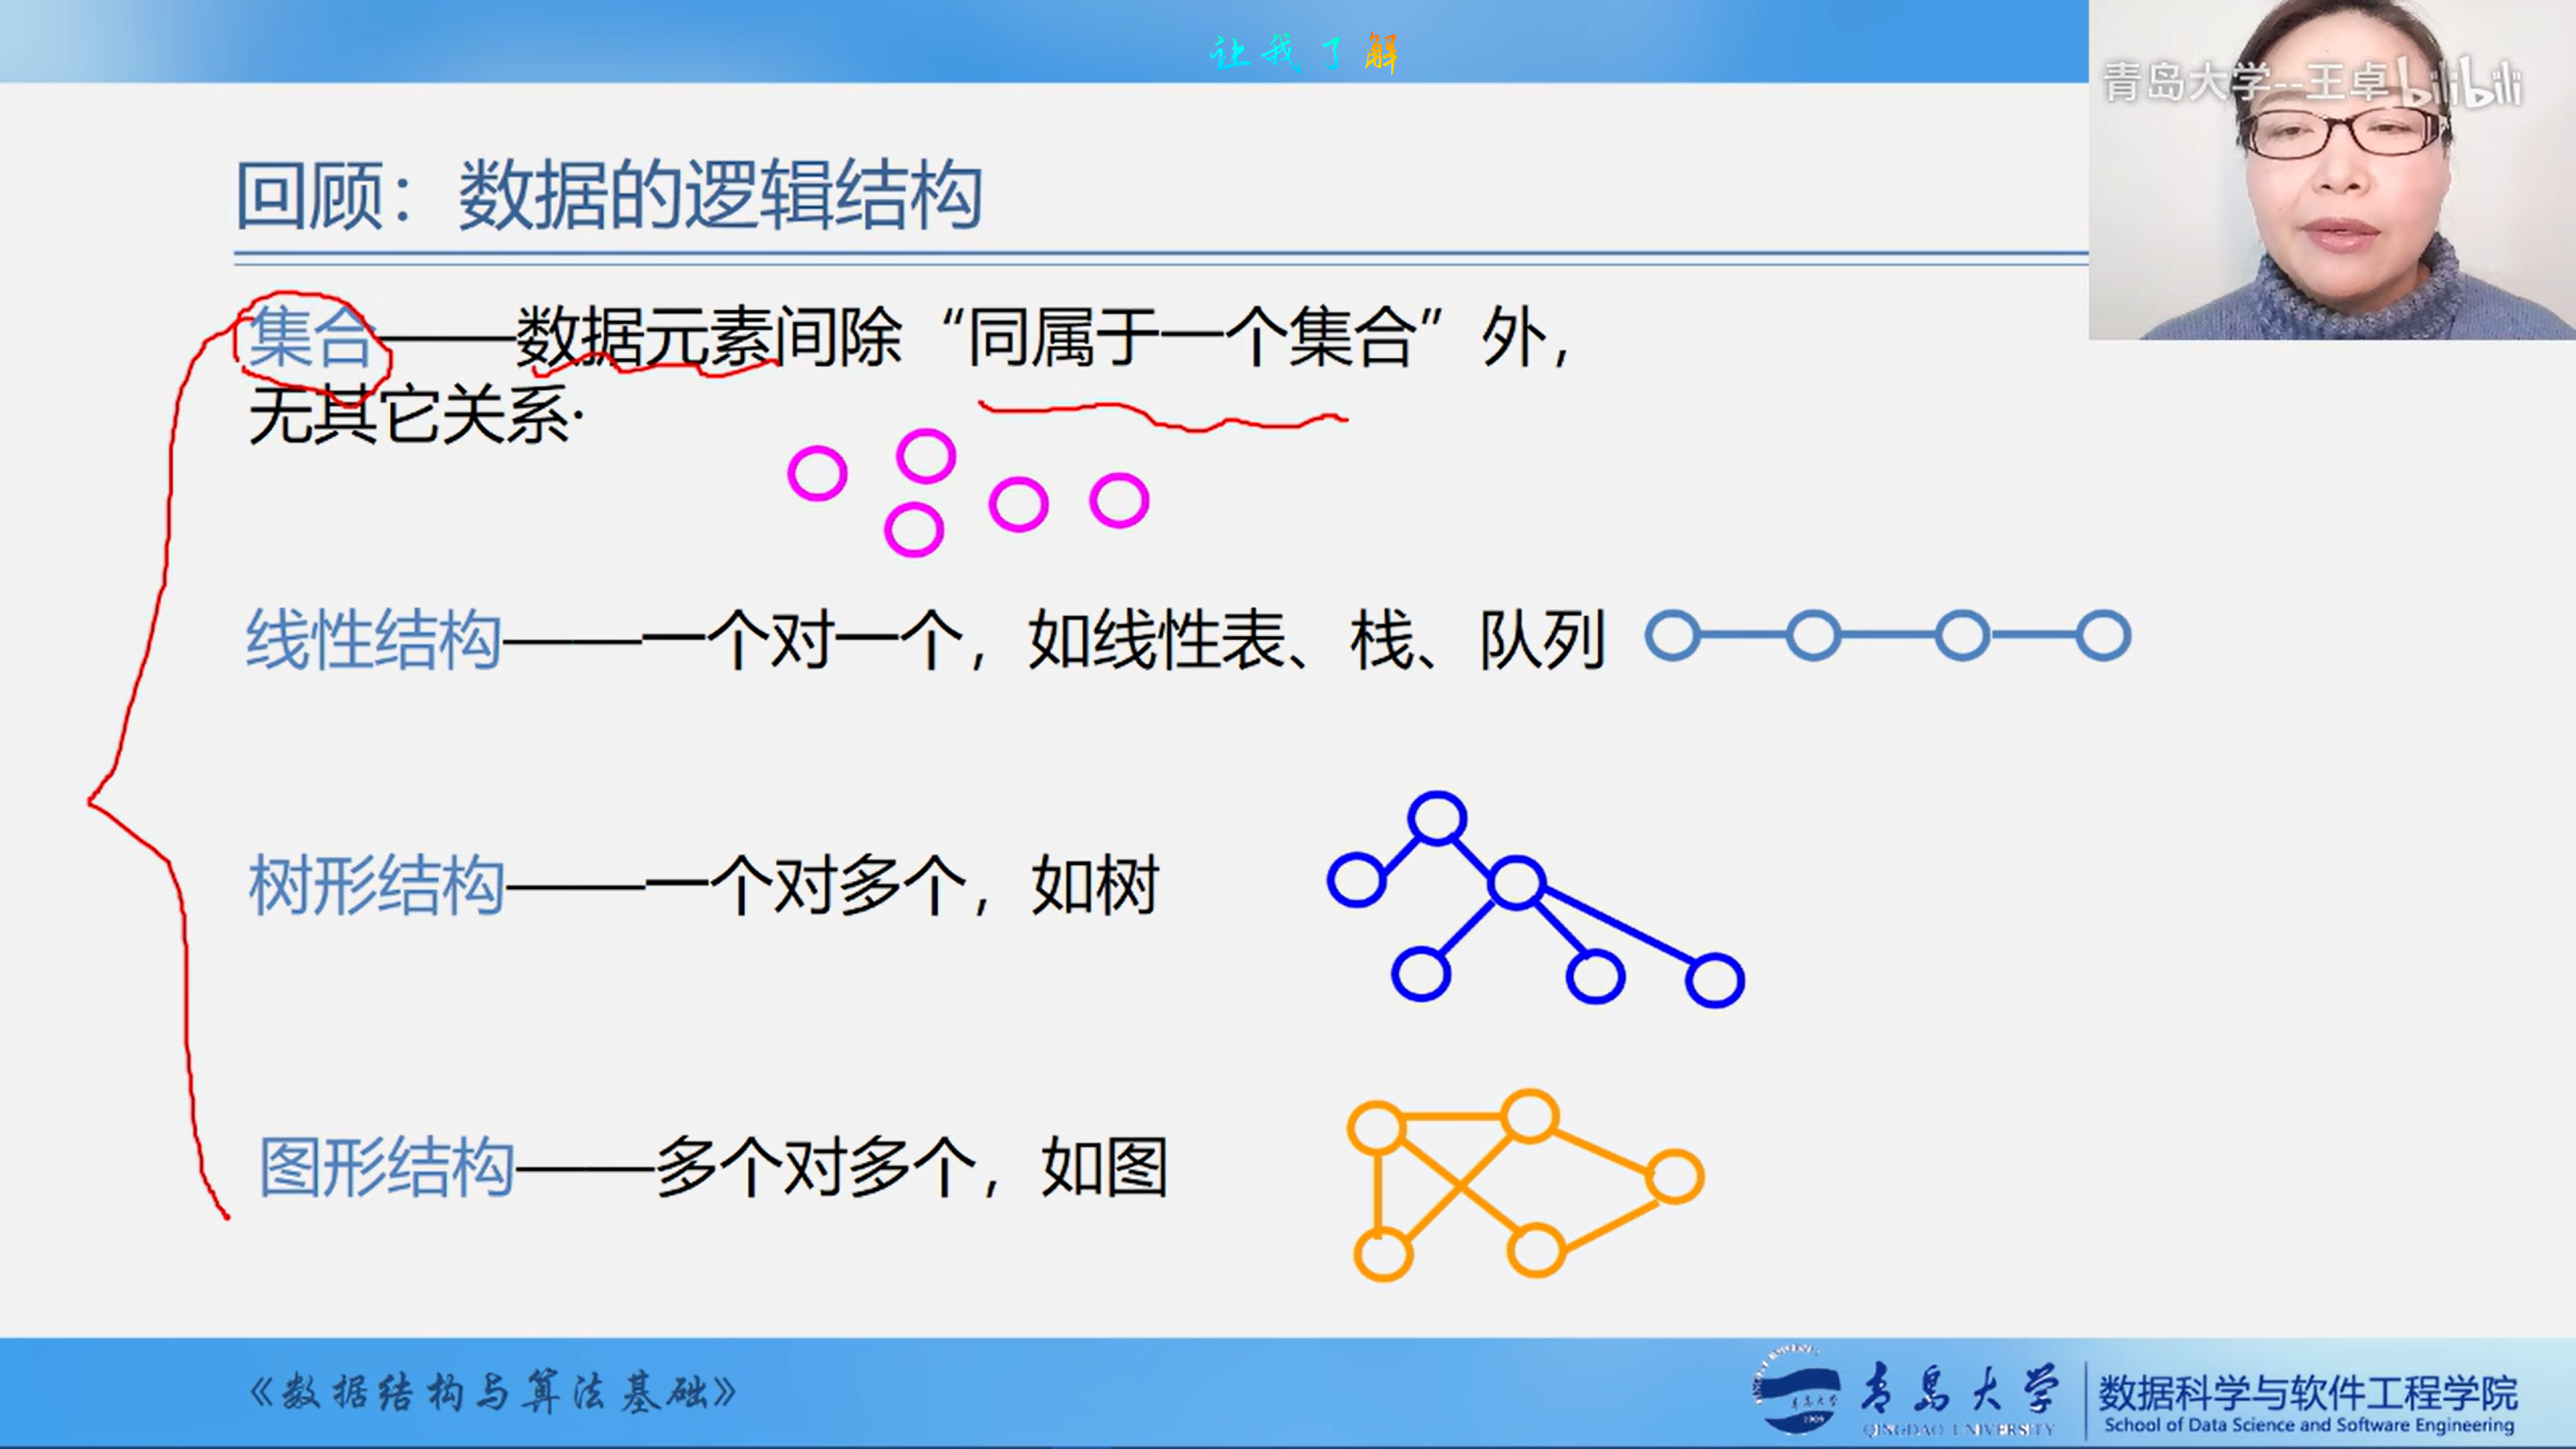 让我了解
青岛大学--王卓 bilibili
回顾：数据的逻辑结构
集合——数据元素间除“同属于一个集合”外，
无其它关系·
线性结构——一个对一个，如线性表、栈、队列
树形结构——一个对多个，如树
图形结构——多个对多个，如图
《数据结构与算法基础》
青岛大学
QINGDAO UNIVERSITY
数据科学与软件工程学院
School of Data Science and Software Engineering